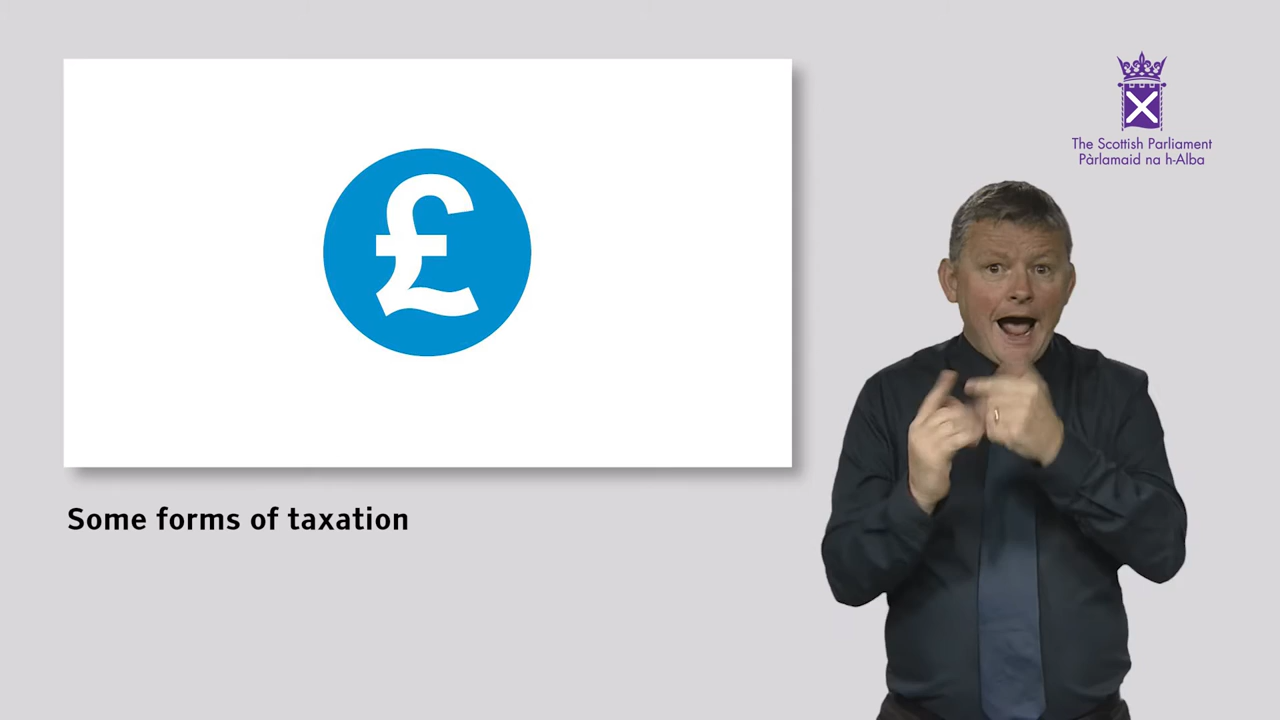 £
The Scottish Parliament
Pàrlamaid na h-Alba
Some forms of taxation